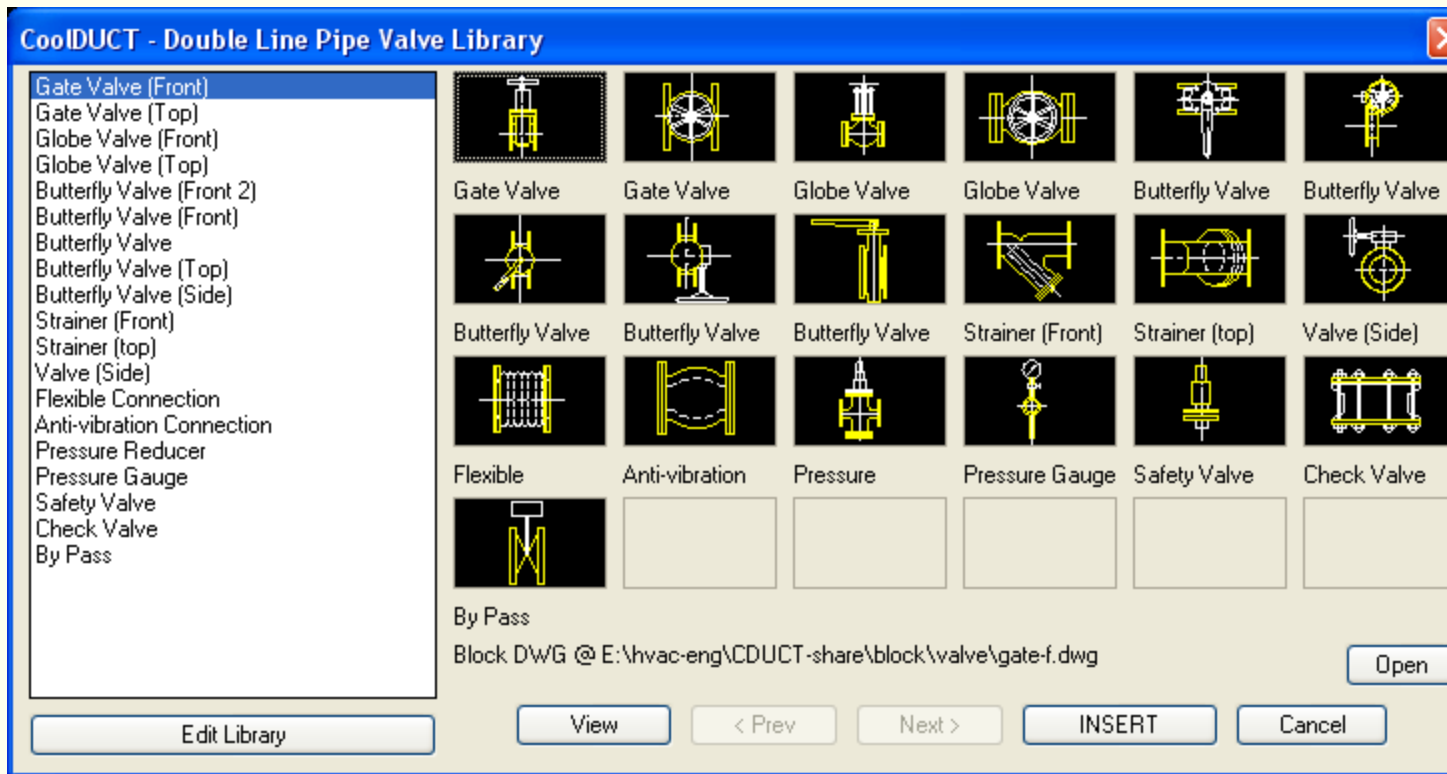 CoolDUCT - Double Line Pipe Valve Library
Gate Valve (Front)
Gate Valve (Top)
Globe Valve (Front)
Globe Valve (Top)
Butterfly Valve (Front 2)
Butterfly Valve (Front)
Butterfly Valve
Butterfly Valve (Top)
Butterfly Valve (Side)
Strainer (Front)
Strainer (top)
Valve (Side)
Flexible Connection
Anti-vibration Connection
Pressure Reducer
Pressure Gauge
Safety Valve
Check Valve
By Pass
Edit Library
Gate Valve Gate Valve Globe Valve Globe Valve Butterfly Valve Butterfly Valve
Butterfly Valve Butterfly Valve Butterfly Valve Strainer (Front) Strainer (top) Valve (Side)
Flexible Anti-vibration Pressure Pressure Gauge Safety Valve Check Valve
By Pass
Block DWG @ E:\hvac-eng\CDUCT-share\block\valve\gate-f.dwg
Open
View < Prev Next > INSERT Cancel